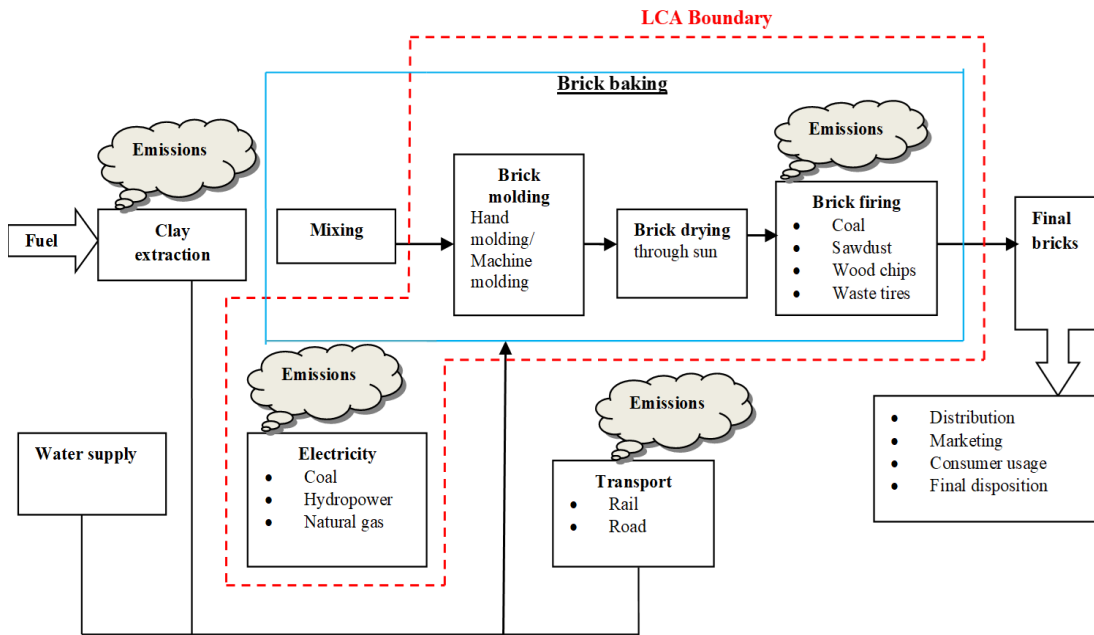 LCA Boundary
Brick baking
Emissions
Fuel
Clay
extraction
Mixing
Brick
molding
Hand
molding/
Machine
molding
Brick drying
through sun
Emissions
Brick firing
• Coal
• Sawdust
• Wood chips
• Waste tires
Final
bricks
Water supply
Emissions
Electricity
• Coal
• Hydropower
• Natural gas
Emissions
Transport
• Rail
• Road
• Distribution
• Marketing
• Consumer usage
• Final disposition